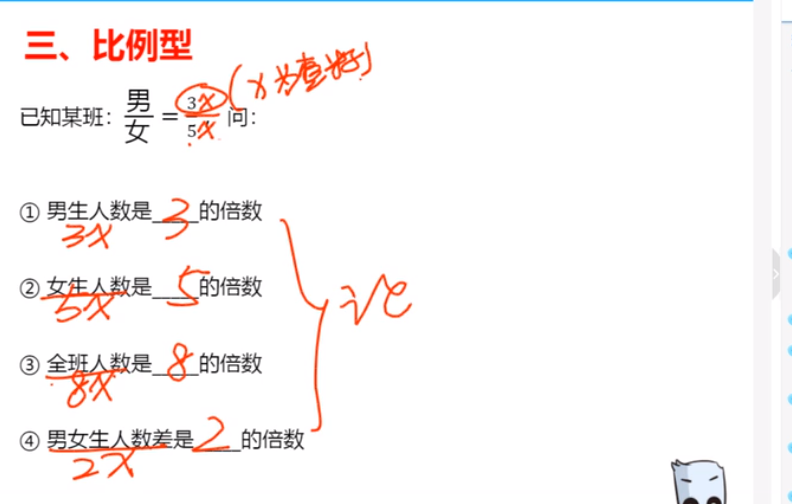 三、比例型
已知某班：男/女 = 3x/5x 问： (x为整数)
① 男生人数是 3 的倍数
3x
② 女生人数是 5 的倍数
5x
③ 全班人数是 8 的倍数
8x
④ 男女生人数差是 2 的倍数
2x
记